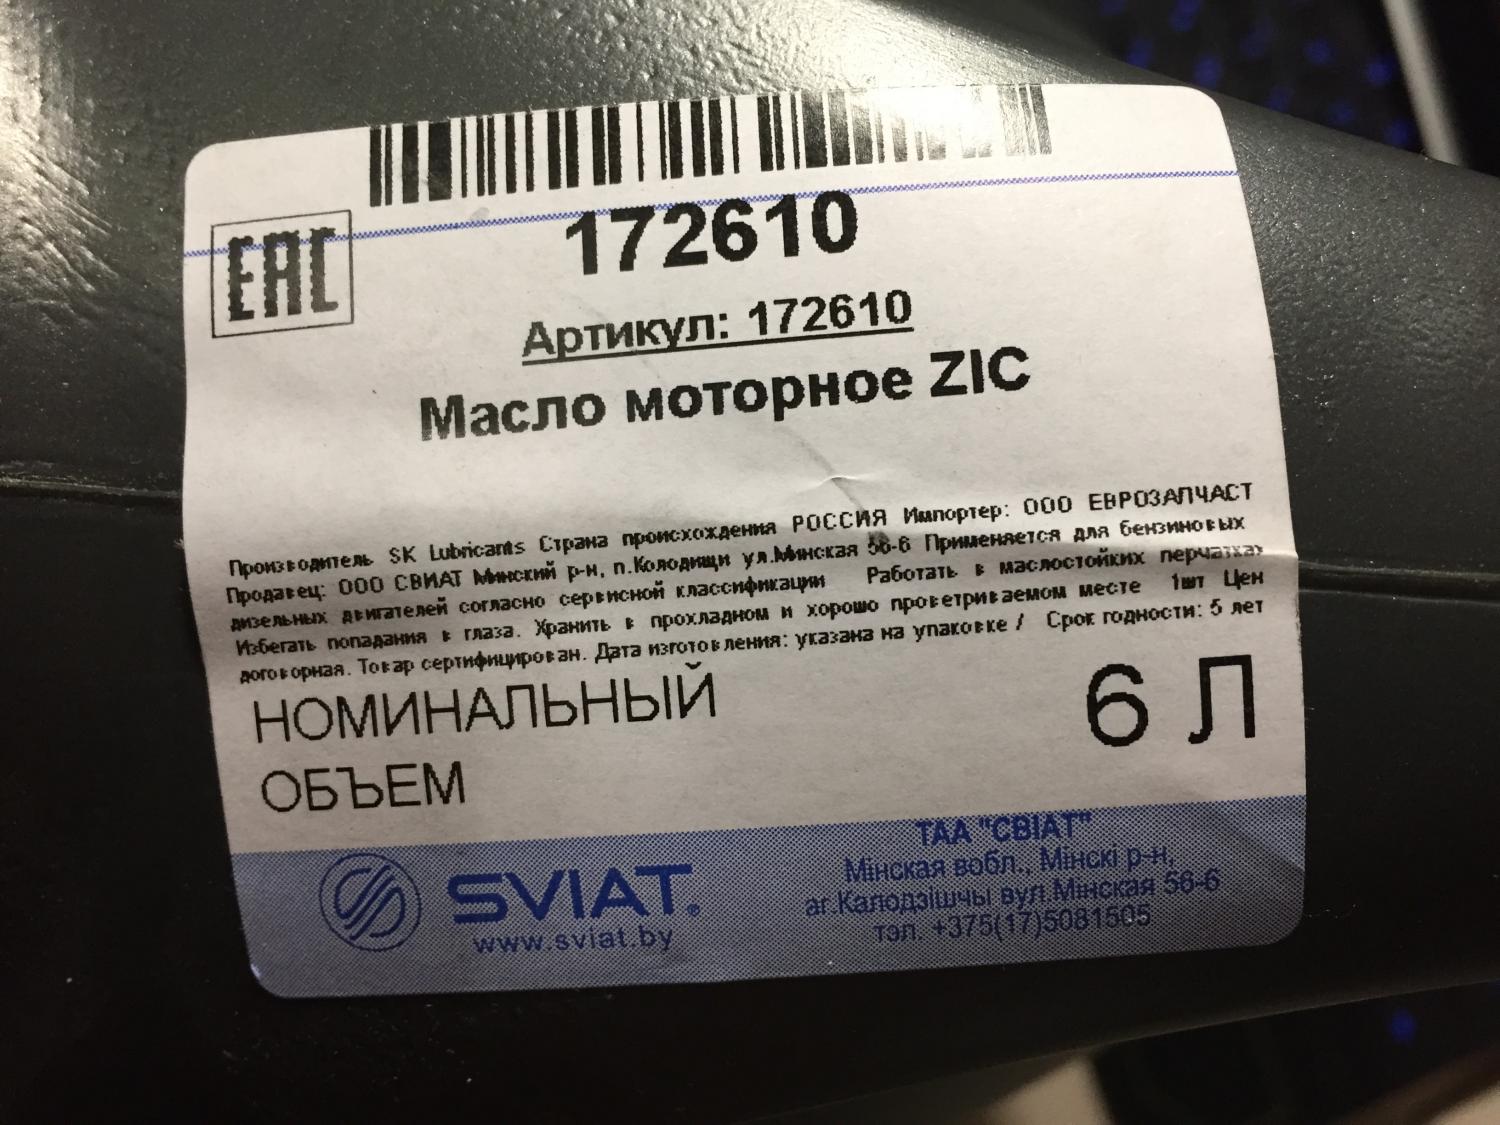 172610
EAC
Артикул: 172610
Масло моторное ZIC
Производитель SK Lubricants Страна происхождения РОССИЯ Импортер: ООО ЕВРОЗАПЧАСТ
Продавец: ООО СВИАТ Минский р-н, п.Колодищи ул.Минская 56-6 Применяется для бензиновых
дизельных двигателей согласно сервисной классификации Работать в маслостойких перчатках
Избегать попадания в глаза. Хранить в прохладном и хорошо проветриваемом месте 1шт Цен
договорная. Товар сертифицирован. Дата изготовления: указана на упаковке / Срок годности: 5 лет
НОМИНАЛЬНЫЙ
ОБЪЕМ
6 Л
SVIAT.
www.sviat.by
ТАА "СВІАТ"
Мінская вобл., Мінскі р-н,
аг.Калодзішчы вул.Мінская 56-6
тэл. +375(17)5081505